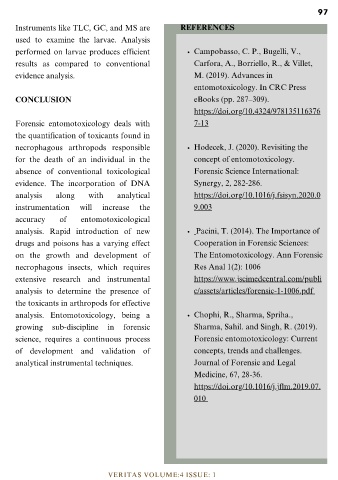 97
Instruments like TLC, GC, and MS are
used to examine the larvae. Analysis
performed on larvae produces efficient
results as compared to conventional
evidence analysis.
CONCLUSION
Forensic entomotoxicology deals with
the quantification of toxicants found in
necrophagous arthropods responsible
for the death of an individual in the
absence of conventional toxicological
evidence. The incorporation of DNA
analysis along with analytical
instrumentation will increase the
accuracy of entomotoxicological
analysis. Rapid introduction of new
drugs and poisons has a varying effect
on the growth and development of
necrophagous insects, which requires
extensive research and instrumental
analysis to determine the presence of
the toxicants in arthropods for effective
analysis. Entomotoxicology, being a
growing sub-discipline in forensic
science, requires a continuous process
of development and validation of
analytical instrumental techniques.
REFERENCES
• Campobasso, C. P., Bugelli, V.,
Carfora, A., Borriello, R., & Villet,
M. (2019). Advances in
entomotoxicology. In CRC Press
eBooks (pp. 287–309).
https://doi.org/10.4324/978135116376
7-13
• Hodecek, J. (2020). Revisiting the
concept of entomotoxicology.
Forensic Science International:
Synergy, 2, 282-286.
https://doi.org/10.1016/j.fsisyn.2020.0
9.003
• Pacini, T. (2014). The Importance of
Cooperation in Forensic Sciences:
The Entomotoxicology. Ann Forensic
Res Anal 1(2): 1006
https://www.jscimedcentral.com/publi
c/assets/articles/forensic-1-1006.pdf
• Chophi, R., Sharma, Spriha.,
Sharma, Sahil. and Singh, R. (2019).
Forensic entomotoxicology: Current
concepts, trends and challenges.
Journal of Forensic and Legal
Medicine, 67, 28-36.
https://doi.org/10.1016/j.jflm.2019.07.
010
VERITAS VOLUME:4 ISSUE: 1